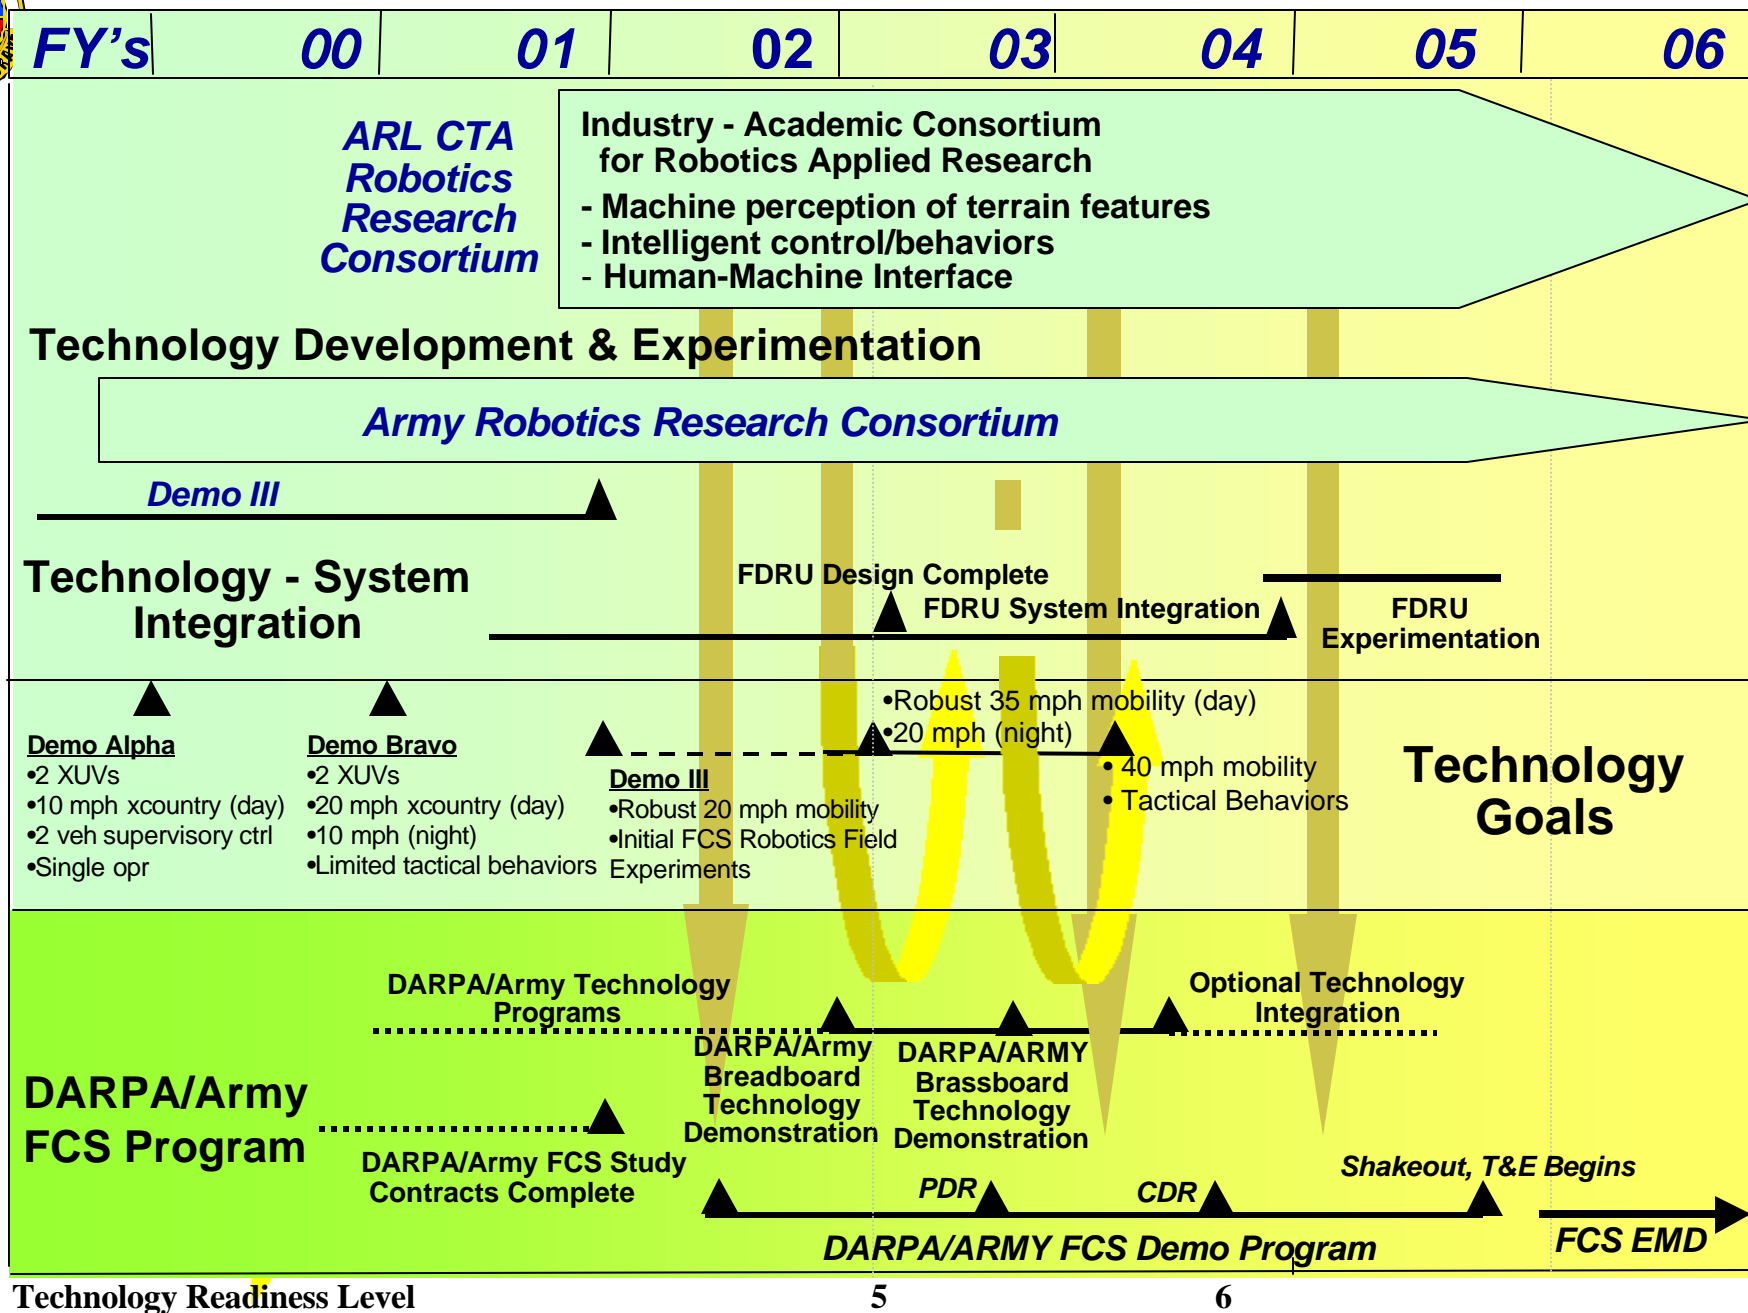 FY's 00 01 02 03 04 05 06
ARL CTA
Robotics
Research
Consortium
Industry - Academic Consortium
for Robotics Applied Research
- Machine perception of terrain features
- Intelligent control/behaviors
- Human-Machine Interface
Technology Development & Experimentation
Army Robotics Research Consortium
Demo III
Technology - System
Integration
FDRU Design Complete
FDRU System Integration
FDRU
Experimentation
Demo Alpha
•2 XUVs
•10 mph xcountry (day)
•2 veh supervisory ctrl
•Single opr
Demo Bravo
•2 XUVs
•20 mph xcountry (day)
•10 mph (night)
•Limited tactical behaviors
Demo III
•Robust 20 mph mobility
•Initial FCS Robotics Field
Experiments
•Robust 35 mph mobility (day)
•20 mph (night)
• 40 mph mobility
• Tactical Behaviors
Technology
Goals
DARPA/Army
FCS Program
DARPA/Army Technology
Programs
DARPA/Army
Breadboard
Technology
Demonstration
DARPA/ARMY
Brassboard
Technology
Demonstration
Optional Technology
Integration
DARPA/Army FCS Study
Contracts Complete
PDR
CDR
Shakeout, T&E Begins
DARPA/ARMY FCS Demo Program
FCS EMD
Technology Readiness Level 5 6